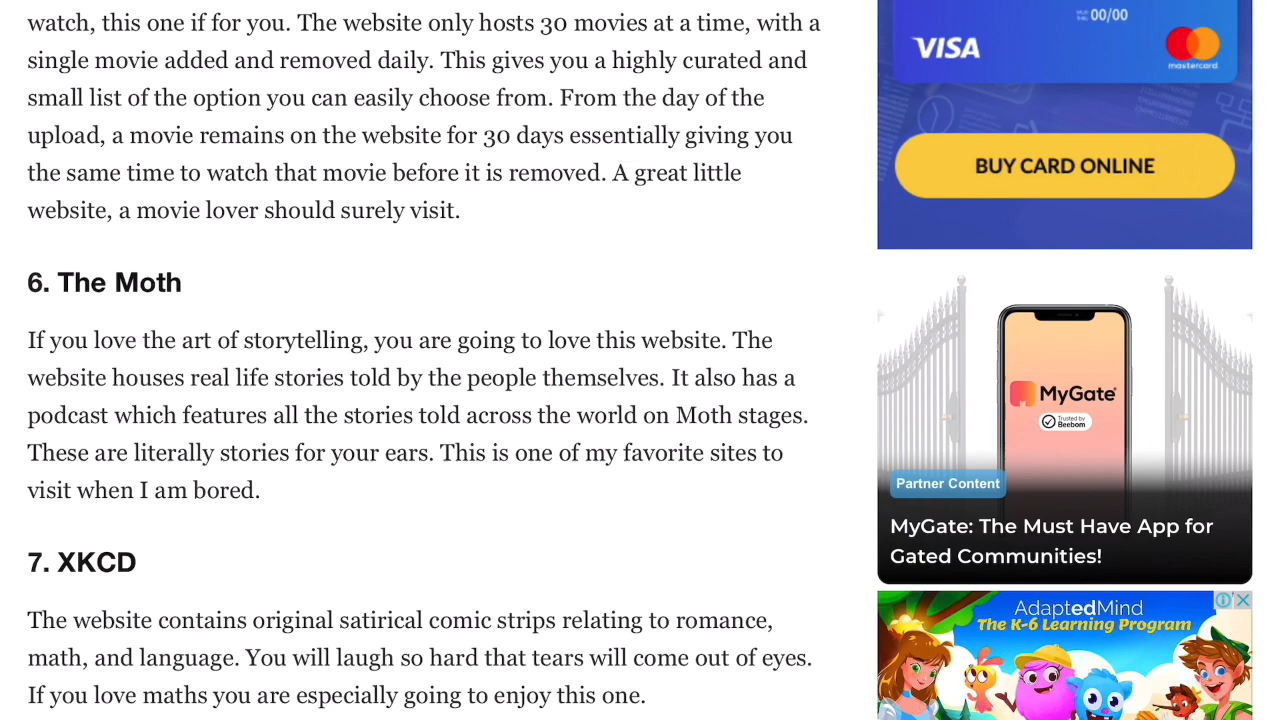 watch, this one if for you. The website only hosts 30 movies at a time, with a
single movie added and removed daily. This gives you a highly curated and
small list of the option you can easily choose from. From the day of the
upload, a movie remains on the website for 30 days essentially giving you
the same time to watch that movie before it is removed. A great little
website, a movie lover should surely visit.
6. The Moth
If you love the art of storytelling, you are going to love this website. The
website houses real life stories told by the people themselves. It also has a
podcast which features all the stories told across the world on Moth stages.
These are literally stories for your ears. This is one of my favorite sites to
visit when I am bored.
7. XKCD
The website contains original satirical comic strips relating to romance,
math, and language. You will laugh so hard that tears will come out of eyes.
If you love maths you are especially going to enjoy this one.
00/00
VISA
mastercard
BUY CARD ONLINE
MyGate
Trusted by
Beebom
Partner Content
MyGate: The Must Have App for
Gated Communities!
AdaptedMind
The K-6 Learning Program